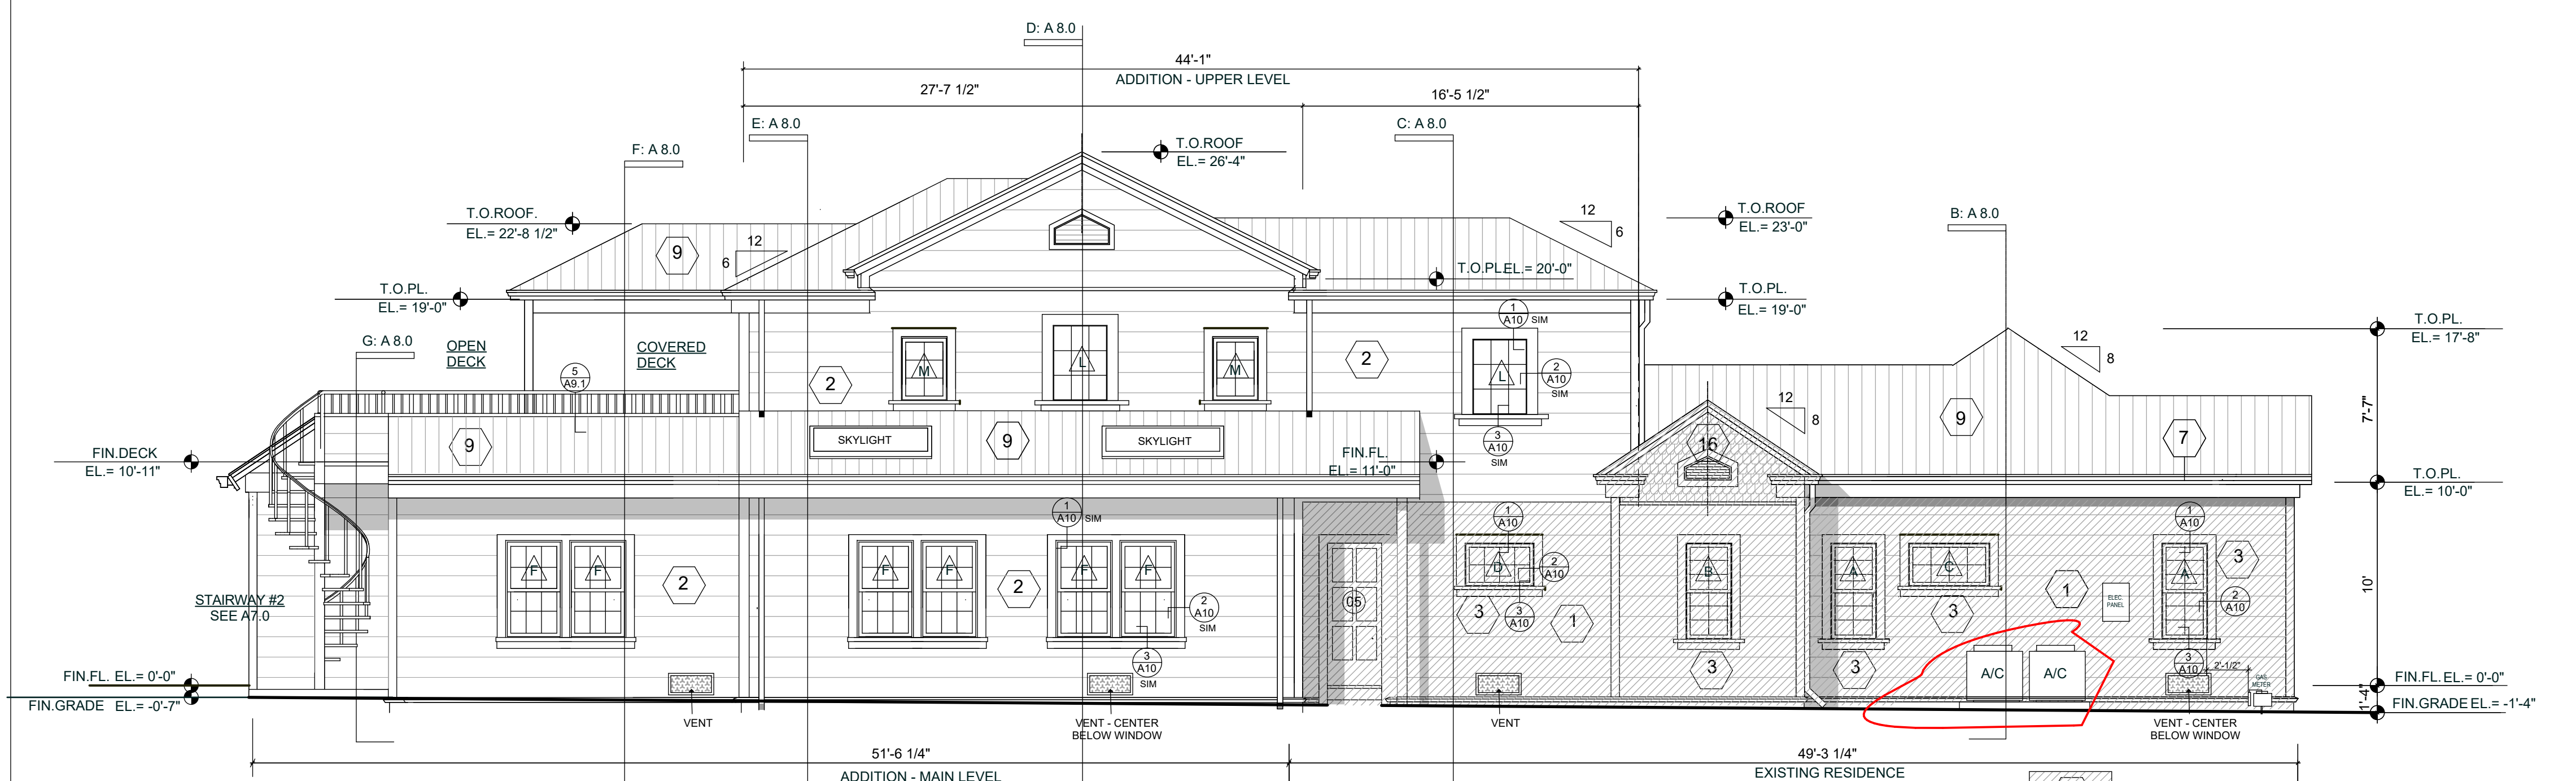 D: A 8.0
44'-1"
ADDITION - UPPER LEVEL
27'-7 1/2"
16'-5 1/2"
E: A 8.0
C: A 8.0
F: A 8.0
T.O.ROOF
EL.= 26'-4"
T.O.ROOF.
EL.= 22'-8 1/2"
T.O.ROOF
EL.= 23'-0"
B: A 8.0
12
6
9
12
6
T.O.PL.
EL.= 20'-0"
T.O.PL.
EL.= 19'-0"
T.O.PL.
EL.= 19'-0"
T.O.PL.
EL.= 17'-8"
G: A 8.0
OPEN
DECK
COVERED
DECK
5
A9.1
2
M
L
M
2
1
A10 SIM
L
2
A10
SIM
3
A10
SIM
12
8
12
8
9
7
7'-7"
9
SKYLIGHT
9
SKYLIGHT
16
FIN.DECK
EL.= 10'-11"
FIN.FL.
EL.= 11'-0"
T.O.PL.
EL.= 10'-0"
1
A10 SIM
1
A10
1
A10
F
F
2
F
F
2
F
F
2
A10
SIM
3
A10
SIM
05
D
2
A10
3
3
A10
1
B
3
A
C
3
3
1
ELEC.
PANEL
A
3
2
A10
3
A10
10'
STAIRWAY #2
SEE A7.0
A/C
A/C
2'-1/2"
GAS
METER
FIN.FL. EL.= 0'-0"
FIN.GRADE EL.= -0'-7"
1'-4"
FIN.FL. EL.= 0'-0"
FIN.GRADE EL.= -1'-4"
VENT
VENT - CENTER
BELOW WINDOW
VENT
VENT - CENTER
BELOW WINDOW
51'-6 1/4"
ADDITION - MAIN LEVEL
49'-3 1/4"
EXISTING RESIDENCE